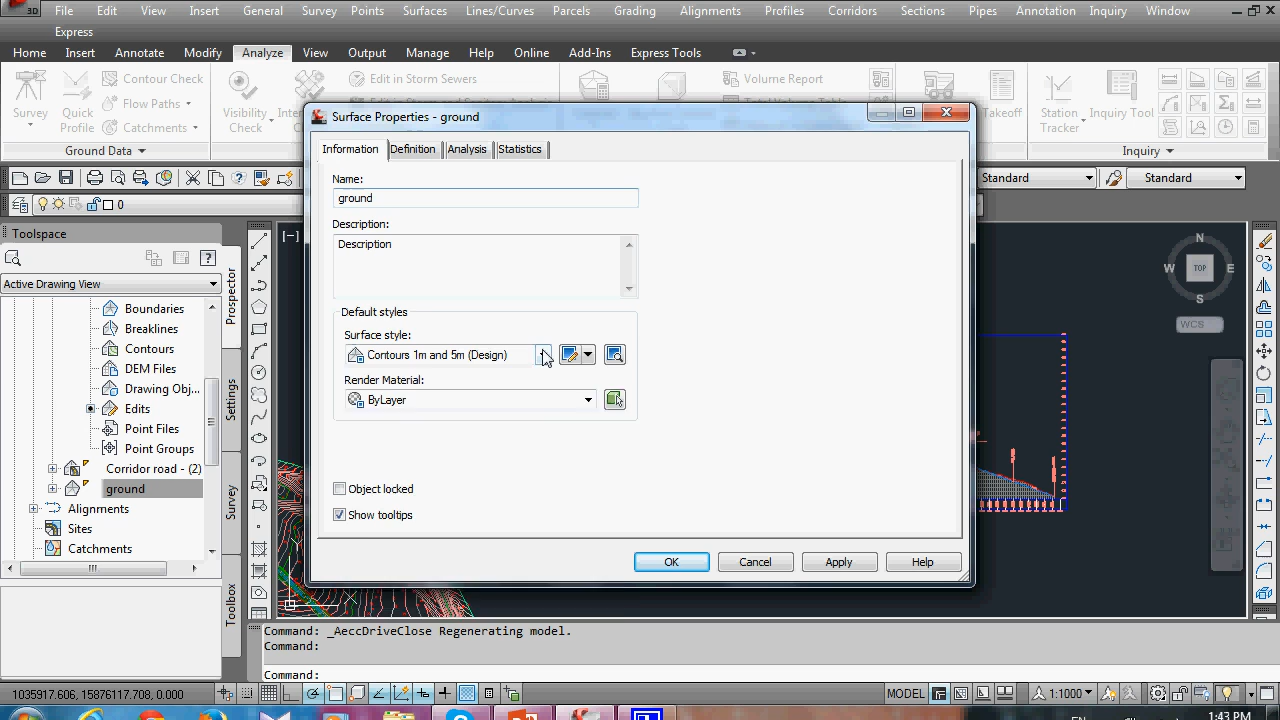 3D
File Edit View Insert General Survey Points Surfaces Lines/Curves Parcels Grading Alignments Profiles Corridors Sections Pipes Annotation Inquiry Window
Express
Home Insert Annotate Modify Analyze View Output Manage Help Online Add-Ins Express Tools
Survey
Quick Profile
Contour Check
Flow Paths
Catchments
Ground Data
Visibility Check
Edit in Storm Sewers
Volume Report
Takeoff
Station Tracker
Inquiry Tool
Inquiry
Standard
Standard
0
Toolspace
Active Drawing View
Boundaries
Breaklines
Contours
DEM Files
Drawing Obj...
Edits
Point Files
Point Groups
Corridor road - (2)
ground
Alignments
Sites
Catchments
Prospector
Settings
Survey
Toolbox
[−]
Surface Properties - ground
Information Definition Analysis Statistics
Name:
ground
Description:
Description
Default styles
Surface style:
Contours 1m and 5m (Design)
Render Material:
ByLayer
Object locked
Show tooltips
OK Cancel Apply Help
N
W TOP E
S
WCS
Command: _AeccDriveClose Regenerating model.
Command:
Command:
1035917.606, 15876117.708, 0.000
MODEL
1:1000
EN
1:43 PM